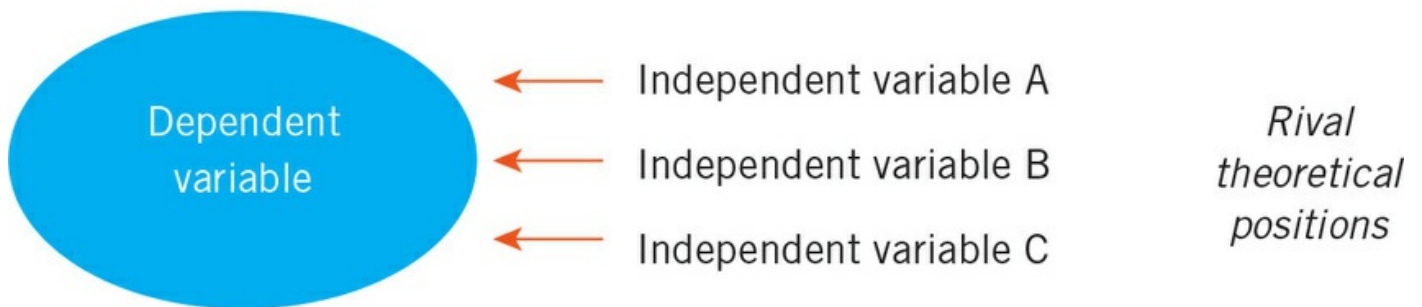 Dependent
variable
Independent variable A
Independent variable B
Independent variable C
Rival
theoretical
positions